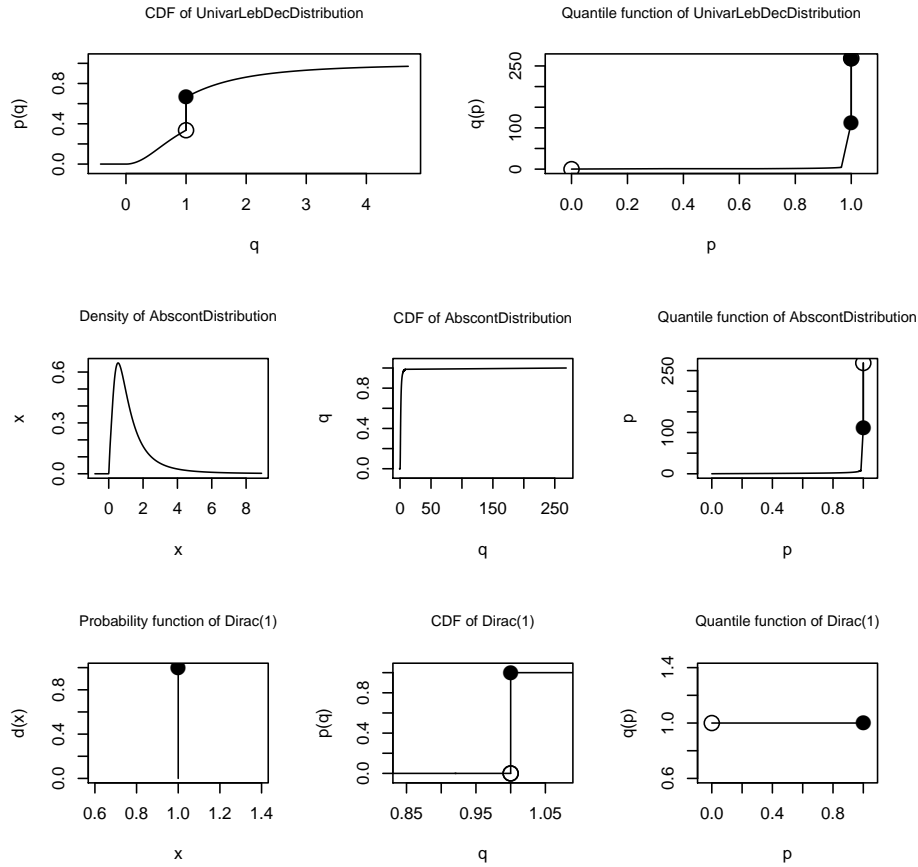 CDF of UnivarLebDecDistribution
p(q)
0.0 0.4 0.8
0 1 2 3 4
q
Quantile function of UnivarLebDecDistribution
q(p)
0 100 250
0.0 0.2 0.4 0.6 0.8 1.0
p
Density of AbscontDistribution
x
0.0 0.3 0.6
0 2 4 6 8
x
CDF of AbscontDistribution
q
0.0 0.4 0.8
0 50 150 250
q
Quantile function of AbscontDistribution
p
0 100 250
0.0 0.4 0.8
p
Probability function of Dirac(1)
d(x)
0.0 0.4 0.8
0.6 0.8 1.0 1.2 1.4
x
CDF of Dirac(1)
p(q)
0.0 0.4 0.8
0.85 0.95 1.05
q
Quantile function of Dirac(1)
q(p)
0.6 1.0 1.4
0.0 0.4 0.8
p